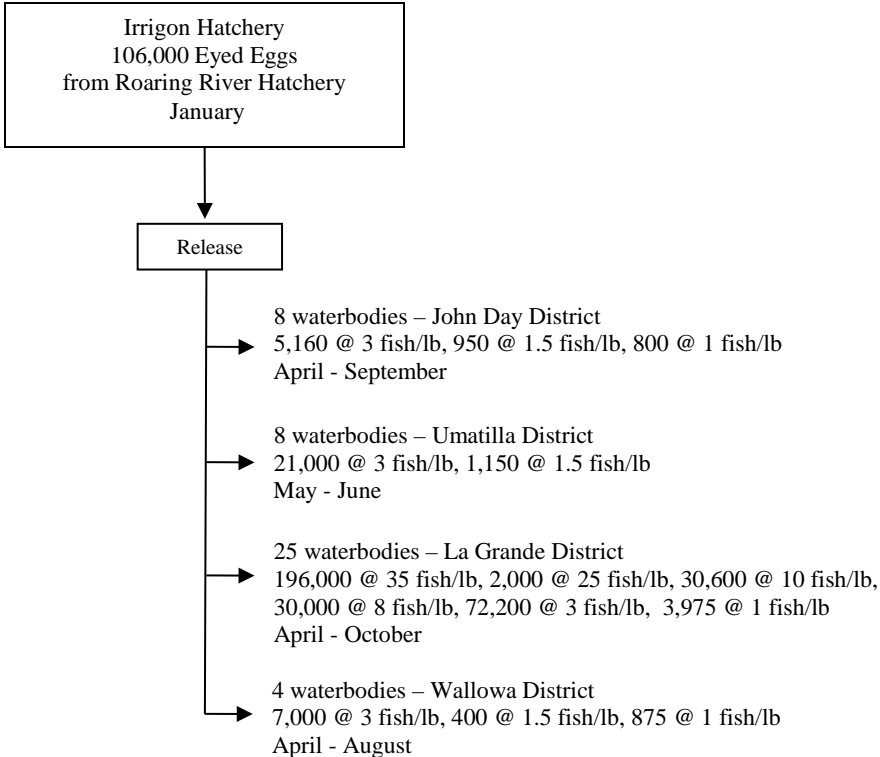 Irrigon Hatchery
106,000 Eyed Eggs
from Roaring River Hatchery
January
Release
8 waterbodies – John Day District
5,160 @ 3 fish/lb, 950 @ 1.5 fish/lb, 800 @ 1 fish/lb
April - September
8 waterbodies – Umatilla District
21,000 @ 3 fish/lb, 1,150 @ 1.5 fish/lb
May - June
25 waterbodies – La Grande District
196,000 @ 35 fish/lb, 2,000 @ 25 fish/lb, 30,600 @ 10 fish/lb,
30,000 @ 8 fish/lb, 72,200 @ 3 fish/lb, 3,975 @ 1 fish/lb
April - October
4 waterbodies – Wallowa District
7,000 @ 3 fish/lb, 400 @ 1.5 fish/lb, 875 @ 1 fish/lb
April - August